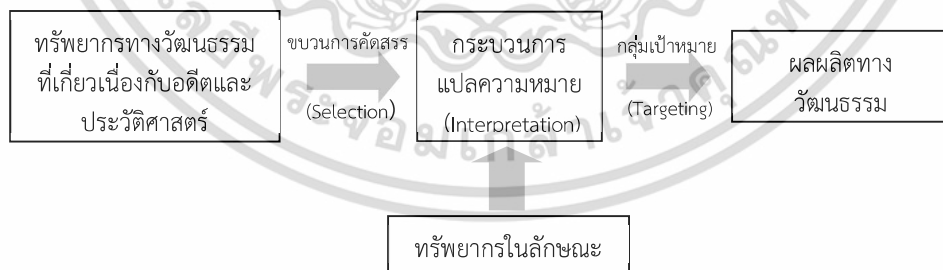 ทรัพยากรทางวัฒนธรรม
ที่เกี่ยวเนื่องกับอดีตและ
ประวัติศาสตร์
ขบวนการคัดสรร
(Selection)
กระบวนการ
แปลความหมาย
(Interpretation)
กลุ่มเป้าหมาย
(Targeting)
ผลผลิตทาง
วัฒนธรรม
ทรัพยากรในลักษณะ